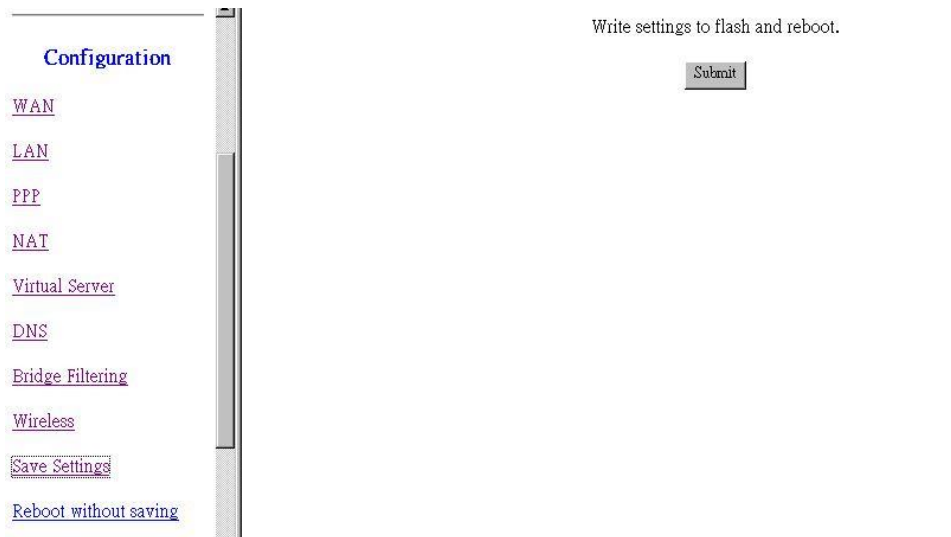 Configuration
WAN
LAN
PPP
NAT
Virtual Server
DNS
Bridge Filtering
Wireless
Save Settings
Reboot without saving
Write settings to flash and reboot.
Submit